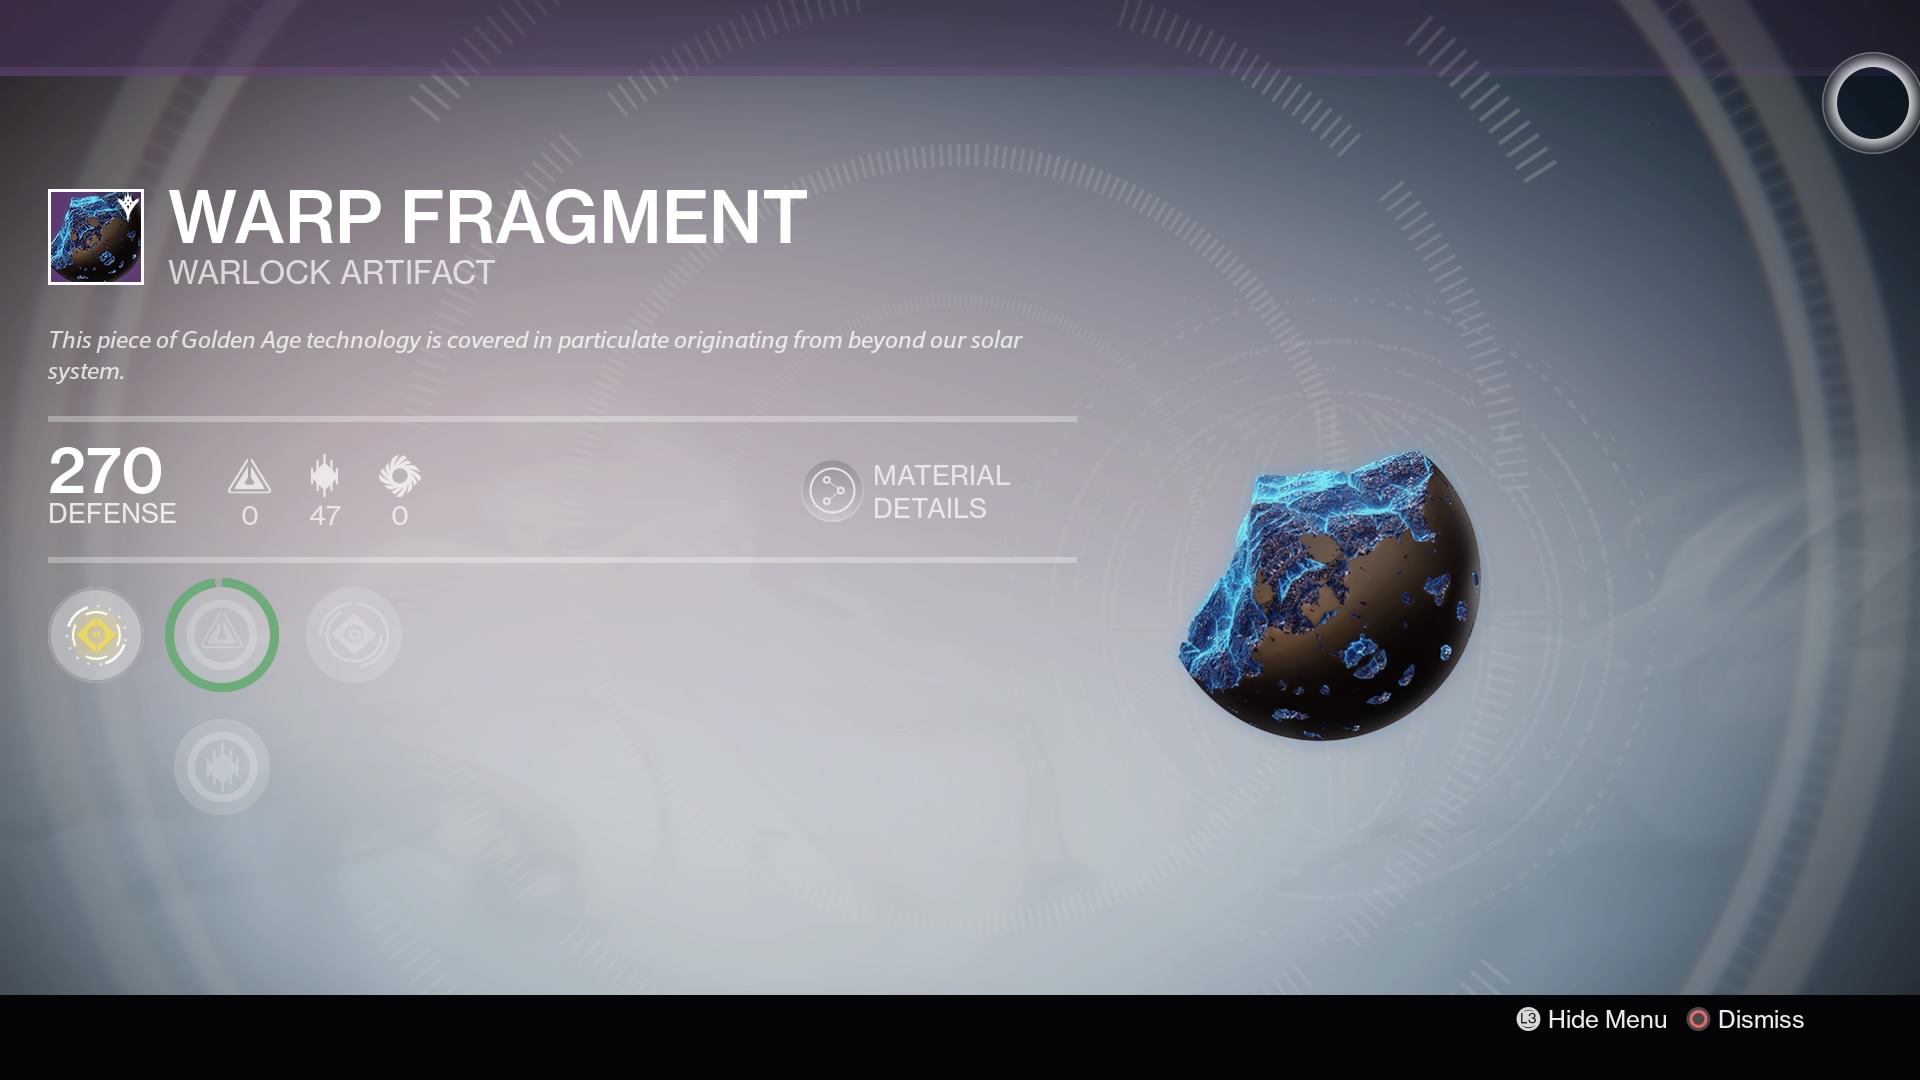 WARP FRAGMENT
WARLOCK ARTIFACT
This piece of Golden Age technology is covered in particulate originating from beyond our solar
system.
270
DEFENSE
0
47
0
MATERIAL
DETAILS
L3 Hide Menu
Dismiss